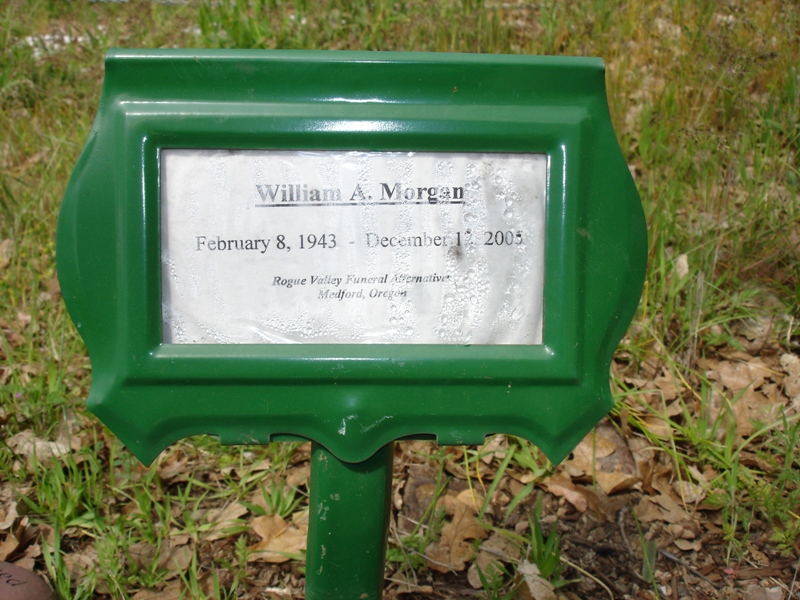 William A. Morgan
February 8, 1943 - December 2005
Rogue Valley Funeral Alternatives
Medford, Oregon